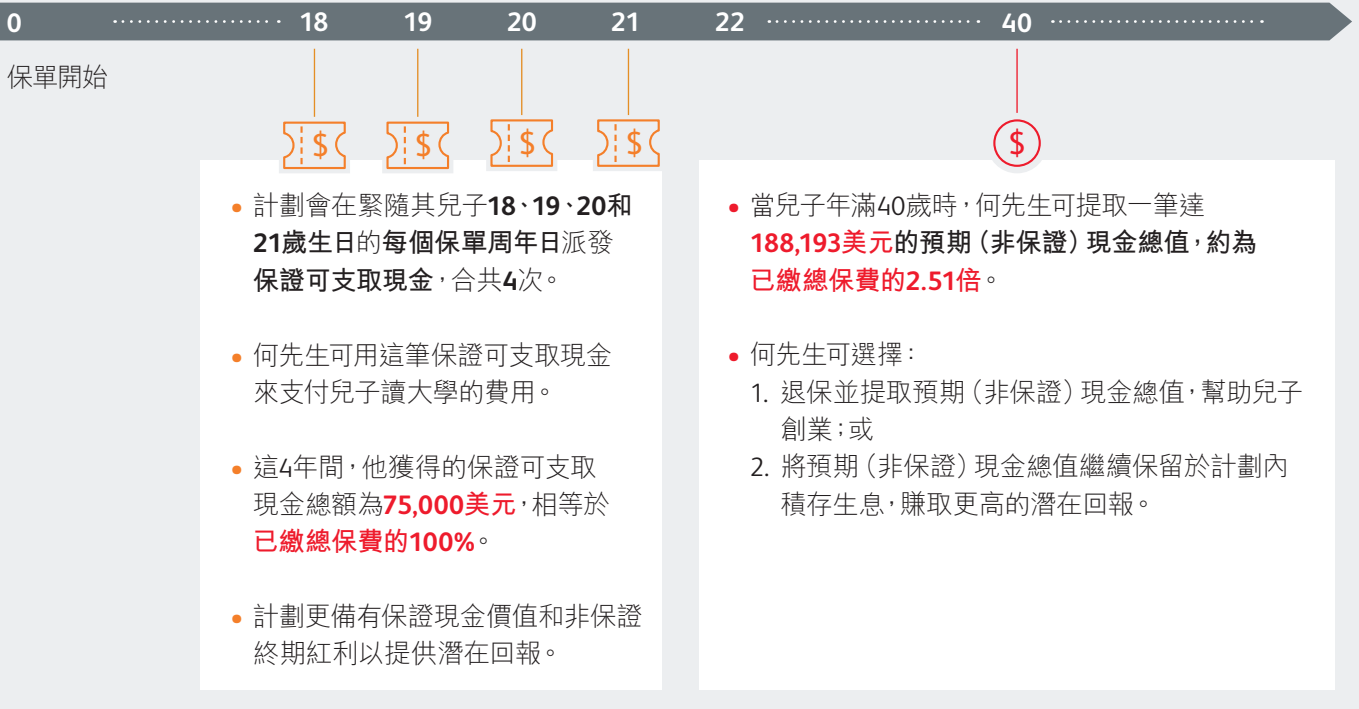 0 18 19 20 21 22 40
保單開始
$ $ $ $ $
• 計劃會在緊隨其兒子18、19、20和
21歲生日的每個保單周年日派發
保證可支取現金，合共4次。
• 何先生可用這筆保證可支取現金
來支付兒子讀大學的費用。
• 這4年間，他獲得的保證可支取
現金總額為75,000美元，相等於
已繳總保費的100%。
• 計劃更備有保證現金價值和非保證
終期紅利以提供潛在回報。
• 當兒子年滿40歲時，何先生可提取一筆達
188,193美元的預期（非保證）現金總值，約為
已繳總保費的2.51倍。
• 何先生可選擇：
1. 退保並提取預期（非保證）現金總值，幫助兒子
創業；或
2. 將預期（非保證）現金總值繼續保留於計劃內
積存生息，賺取更高的潛在回報。